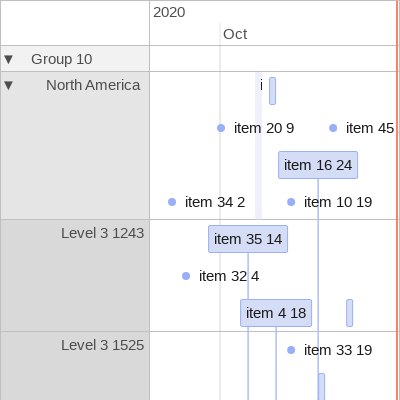 2020
Oct
▼ Group 10
▼ North America
i
item 20 9
item 45
item 16 24
item 34 2
item 10 19
Level 3 1243
item 35 14
item 32 4
item 4 18
Level 3 1525
item 33 19